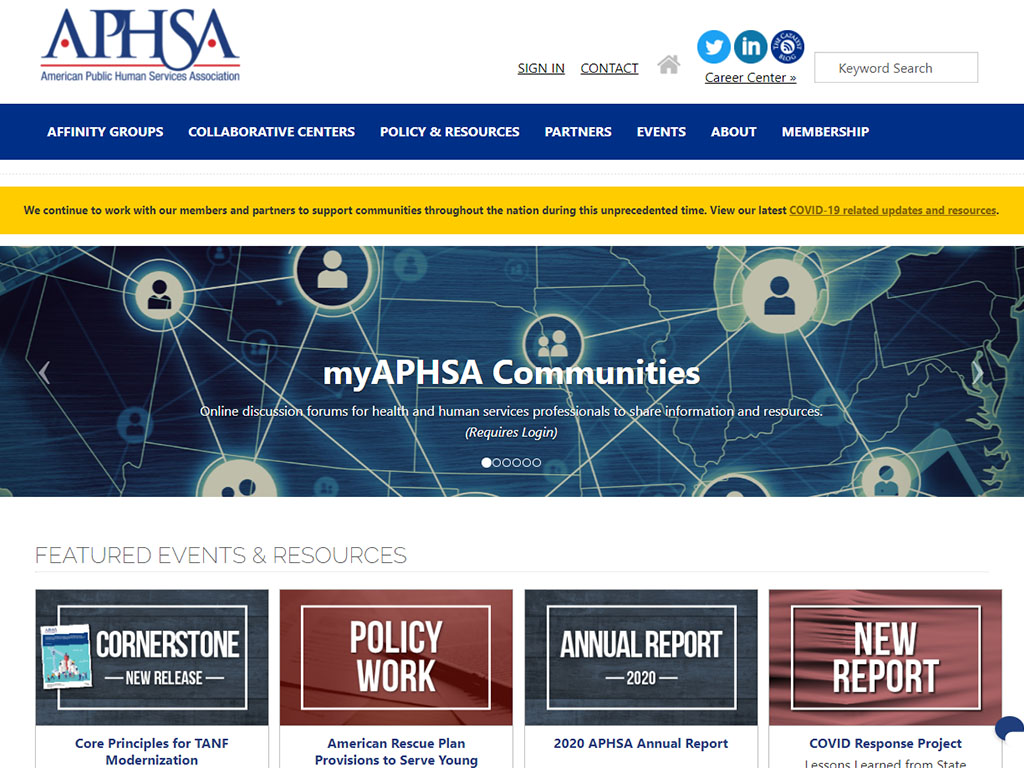 APHSA
American Public Human Services Association
SIGN IN
CONTACT
THE CATALYST BLOG
Career Center »
Keyword Search
AFFINITY GROUPS COLLABORATIVE CENTERS POLICY & RESOURCES PARTNERS EVENTS ABOUT MEMBERSHIP
We continue to work with our members and partners to support communities throughout the nation during this unprecedented time. View our latest COVID-19 related updates and resources.
myAPHSA Communities
Online discussion forums for health and human services professionals to share information and resources.
(Requires Login)
FEATURED EVENTS & RESOURCES
CORNERSTONE
NEW RELEASE
Core Principles for TANF
Modernization
POLICY
WORK
American Rescue Plan
Provisions to Serve Young
ANNUAL REPORT
2020
2020 APHSA Annual Report
NEW
REPORT
COVID Response Project
Lessons Learned from State